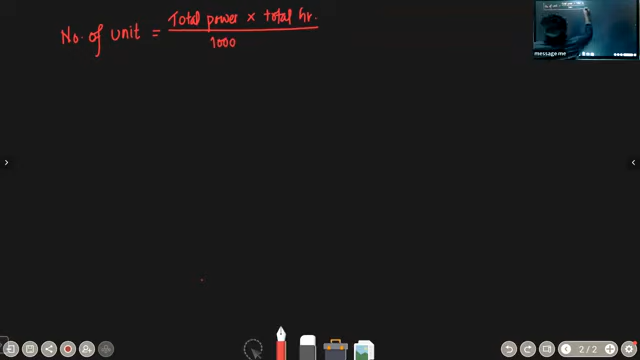 No. of unit = Total power × total hr.
1000
message me
2 / 2